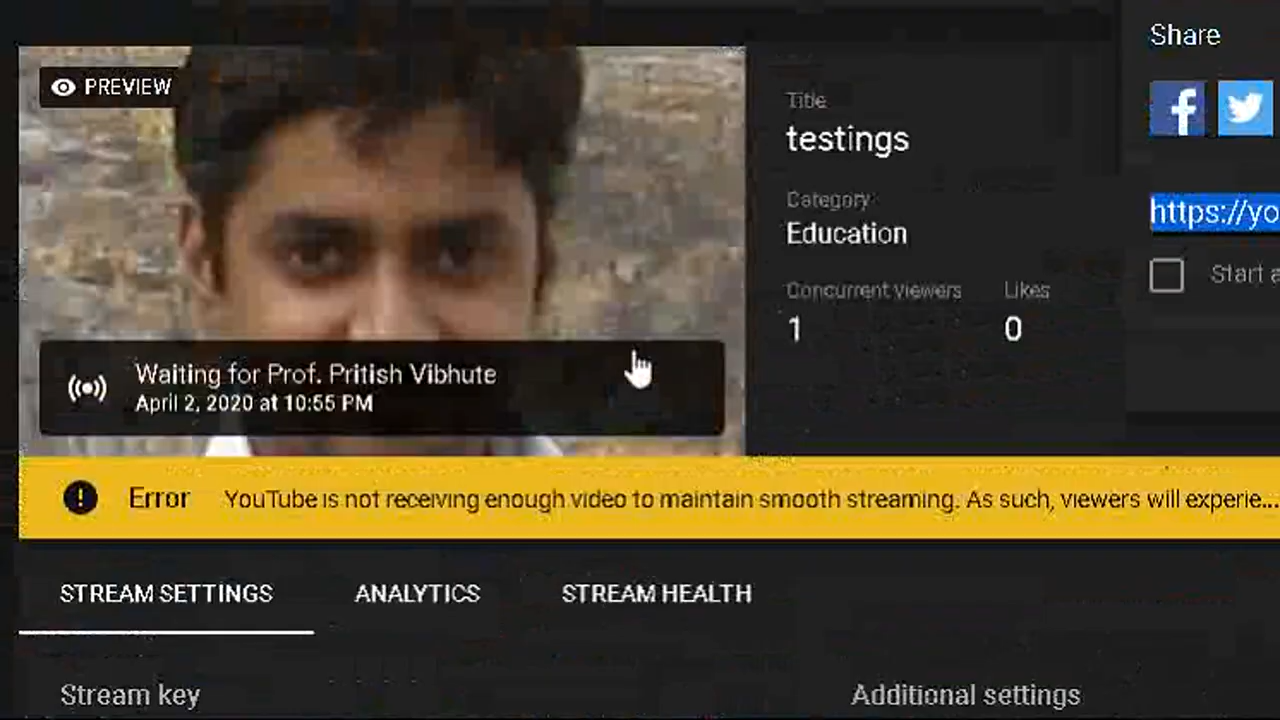 PREVIEW
Waiting for Prof. Pritish Vibhute
April 2, 2020 at 10:55 PM
Title
testings
Category
Education
Concurrent viewers
1
Likes
0
Share
https://yo
Start a
Error YouTube is not receiving enough video to maintain smooth streaming. As such, viewers will experie...
STREAM SETTINGS ANALYTICS STREAM HEALTH
Stream key
Additional settings